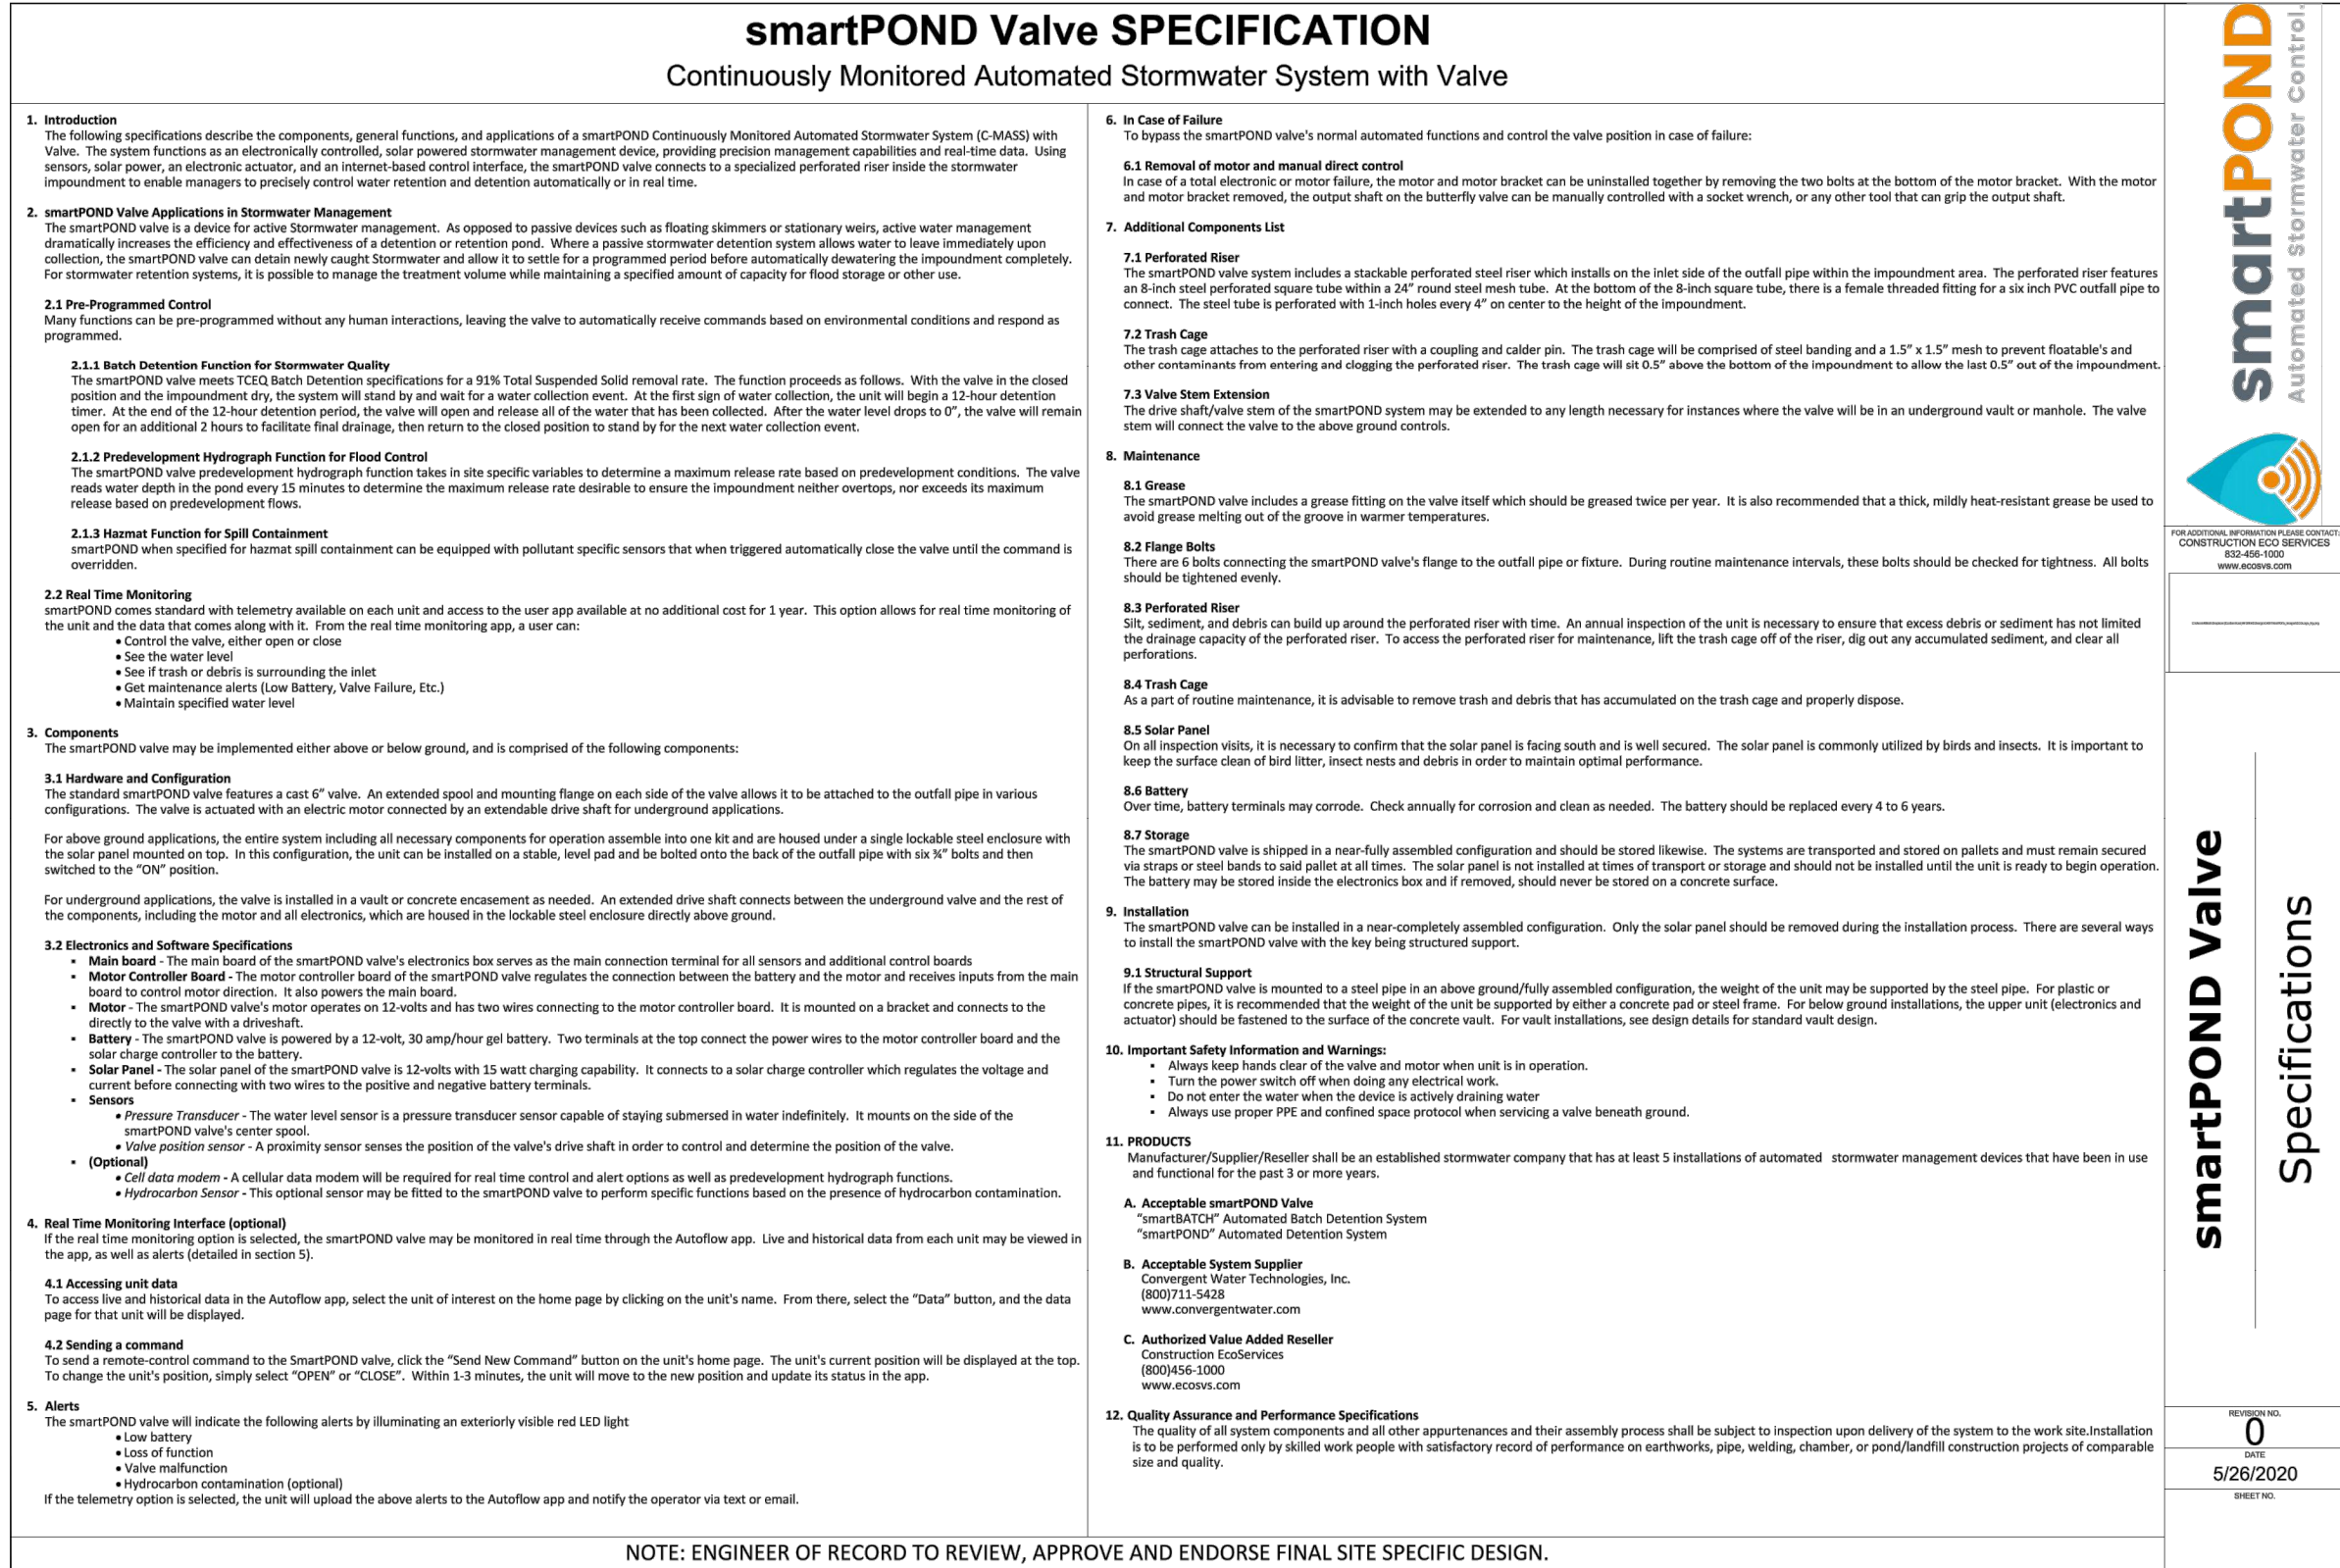 smartPOND Valve SPECIFICATION
Continuously Monitored Automated Stormwater System with Valve
1. Introduction
The following specifications describe the components, general functions, and applications of a smartPOND Continuously Monitored Automated Stormwater System (C-MASS) with
Valve. The system functions as an electronically controlled, solar powered stormwater management device, providing precision management capabilities and real-time data. Using
sensors, solar power, an electronic actuator, and an internet-based control interface, the smartPOND valve connects to a specialized perforated riser inside the stormwater
impoundment to enable managers to precisely control water retention and detention automatically or in real time.
2. smartPOND Valve Applications in Stormwater Management
The smartPOND valve is a device for active Stormwater management. As opposed to passive devices such as floating skimmers or stationary weirs, active water management
dramatically increases the efficiency and effectiveness of a detention or retention pond. Where a passive stormwater detention system allows water to leave immediately upon
collection, the smartPOND valve can detain newly caught Stormwater and allow it to settle for a programmed period before automatically dewatering the impoundment completely.
For stormwater retention systems, it is possible to manage the treatment volume while maintaining a specified amount of capacity for flood storage or other use.
2.1 Pre-Programmed Control
Many functions can be pre-programmed without any human interactions, leaving the valve to automatically receive commands based on environmental conditions and respond as
programmed.
2.1.1 Batch Detention Function for Stormwater Quality
The smartPOND valve meets TCEQ Batch Detention specifications for a 91% Total Suspended Solid removal rate. The function proceeds as follows. With the valve in the closed
position and the impoundment dry, the system will stand by and wait for a water collection event. At the first sign of water collection, the unit will begin a 12-hour detention
timer. At the end of the 12-hour detention period, the valve will open and release all of the water that has been collected. After the water level drops to 0”, the valve will remain
open for an additional 2 hours to facilitate final drainage, then return to the closed position to stand by for the next water collection event.
2.1.2 Predevelopment Hydrograph Function for Flood Control
The smartPOND valve predevelopment hydrograph function takes in site specific variables to determine a maximum release rate based on predevelopment conditions. The valve
reads water depth in the pond every 15 minutes to determine the maximum release rate desirable to ensure the impoundment neither overtops, nor exceeds its maximum
release based on predevelopment flows.
2.1.3 Hazmat Function for Spill Containment
smartPOND when specified for hazmat spill containment can be equipped with pollutant specific sensors that when triggered automatically close the valve until the command is
overridden.
2.2 Real Time Monitoring
smartPOND comes standard with telemetry available on each unit and access to the user app available at no additional cost for 1 year. This option allows for real time monitoring of
the unit and the data that comes along with it. From the real time monitoring app, a user can:
• Control the valve, either open or close
• See the water level
• See if trash or debris is surrounding the inlet
• Get maintenance alerts (Low Battery, Valve Failure, Etc.)
• Maintain specified water level
3. Components
The smartPOND valve may be implemented either above or below ground, and is comprised of the following components:
3.1 Hardware and Configuration
The standard smartPOND valve features a cast 6” valve. An extended spool and mounting flange on each side of the valve allows it to be attached to the outfall pipe in various
configurations. The valve is actuated with an electric motor connected by an extendable drive shaft for underground applications.
For above ground applications, the entire system including all necessary components for operation assemble into one kit and are housed under a single lockable steel enclosure with
the solar panel mounted on top. In this configuration, the unit can be installed on a stable, level pad and be bolted onto the back of the outfall pipe with six ¾” bolts and then
switched to the “ON” position.
For underground applications, the valve is installed in a vault or concrete encasement as needed. An extended drive shaft connects between the underground valve and the rest of
the components, including the motor and all electronics, which are housed in the lockable steel enclosure directly above ground.
3.2 Electronics and Software Specifications
▪ Main board - The main board of the smartPOND valve's electronics box serves as the main connection terminal for all sensors and additional control boards
▪ Motor Controller Board - The motor controller board of the smartPOND valve regulates the connection between the battery and the motor and receives inputs from the main
board to control motor direction. It also powers the main board.
▪ Motor - The smartPOND valve's motor operates on 12-volts and has two wires connecting to the motor controller board. It is mounted on a bracket and connects to the
directly to the valve with a driveshaft.
▪ Battery - The smartPOND valve is powered by a 12-volt, 30 amp/hour gel battery. Two terminals at the top connect the power wires to the motor controller board and the
solar charge controller to the battery.
▪ Solar Panel - The solar panel of the smartPOND valve is 12-volts with 15 watt charging capability. It connects to a solar charge controller which regulates the voltage and
current before connecting with two wires to the positive and negative battery terminals.
▪ Sensors
• Pressure Transducer - The water level sensor is a pressure transducer sensor capable of staying submersed in water indefinitely. It mounts on the side of the
smartPOND valve's center spool.
• Valve position sensor - A proximity sensor senses the position of the valve's drive shaft in order to control and determine the position of the valve.
▪ (Optional)
• Cell data modem - A cellular data modem will be required for real time control and alert options as well as predevelopment hydrograph functions.
• Hydrocarbon Sensor - This optional sensor may be fitted to the smartPOND valve to perform specific functions based on the presence of hydrocarbon contamination.
4. Real Time Monitoring Interface (optional)
If the real time monitoring option is selected, the smartPOND valve may be monitored in real time through the Autoflow app. Live and historical data from each unit may be viewed in
the app, as well as alerts (detailed in section 5).
4.1 Accessing unit data
To access live and historical data in the Autoflow app, select the unit of interest on the home page by clicking on the unit's name. From there, select the “Data” button, and the data
page for that unit will be displayed.
4.2 Sending a command
To send a remote-control command to the SmartPOND valve, click the “Send New Command” button on the unit's home page. The unit's current position will be displayed at the top.
To change the unit's position, simply select “OPEN” or “CLOSE”. Within 1-3 minutes, the unit will move to the new position and update its status in the app.
5. Alerts
The smartPOND valve will indicate the following alerts by illuminating an exteriorly visible red LED light
• Low battery
• Loss of function
• Valve malfunction
• Hydrocarbon contamination (optional)
If the telemetry option is selected, the unit will upload the above alerts to the Autoflow app and notify the operator via text or email.
6. In Case of Failure
To bypass the smartPOND valve's normal automated functions and control the valve position in case of failure:
6.1 Removal of motor and manual direct control
In case of a total electronic or motor failure, the motor and motor bracket can be uninstalled together by removing the two bolts at the bottom of the motor bracket. With the motor
and motor bracket removed, the output shaft on the butterfly valve can be manually controlled with a socket wrench, or any other tool that can grip the output shaft.
7. Additional Components List
7.1 Perforated Riser
The smartPOND valve system includes a stackable perforated steel riser which installs on the inlet side of the outfall pipe within the impoundment area. The perforated riser features
an 8-inch steel perforated square tube within a 24” round steel mesh tube. At the bottom of the 8-inch square tube, there is a female threaded fitting for a six inch PVC outfall pipe to
connect. The steel tube is perforated with 1-inch holes every 4” on center to the height of the impoundment.
7.2 Trash Cage
The trash cage attaches to the perforated riser with a coupling and calder pin. The trash cage will be comprised of steel banding and a 1.5” x 1.5” mesh to prevent floatable's and
other contaminants from entering and clogging the perforated riser. The trash cage will sit 0.5” above the bottom of the impoundment to allow the last 0.5” out of the impoundment.
7.3 Valve Stem Extension
The drive shaft/valve stem of the smartPOND system may be extended to any length necessary for instances where the valve will be in an underground vault or manhole. The valve
stem will connect the valve to the above ground controls.
8. Maintenance
8.1 Grease
The smartPOND valve includes a grease fitting on the valve itself which should be greased twice per year. It is also recommended that a thick, mildly heat-resistant grease be used to
avoid grease melting out of the groove in warmer temperatures.
8.2 Flange Bolts
There are 6 bolts connecting the smartPOND valve's flange to the outfall pipe or fixture. During routine maintenance intervals, these bolts should be checked for tightness. All bolts
should be tightened evenly.
8.3 Perforated Riser
Silt, sediment, and debris can build up around the perforated riser with time. An annual inspection of the unit is necessary to ensure that excess debris or sediment has not limited
the drainage capacity of the perforated riser. To access the perforated riser for maintenance, lift the trash cage off of the riser, dig out any accumulated sediment, and clear all
perforations.
8.4 Trash Cage
As a part of routine maintenance, it is advisable to remove trash and debris that has accumulated on the trash cage and properly dispose.
8.5 Solar Panel
On all inspection visits, it is necessary to confirm that the solar panel is facing south and is well secured. The solar panel is commonly utilized by birds and insects. It is important to
keep the surface clean of bird litter, insect nests and debris in order to maintain optimal performance.
8.6 Battery
Over time, battery terminals may corrode. Check annually for corrosion and clean as needed. The battery should be replaced every 4 to 6 years.
8.7 Storage
The smartPOND valve is shipped in a near-fully assembled configuration and should be stored likewise. The systems are transported and stored on pallets and must remain secured
via straps or steel bands to said pallet at all times. The solar panel is not installed at times of transport or storage and should not be installed until the unit is ready to begin operation.
The battery may be stored inside the electronics box and if removed, should never be stored on a concrete surface.
9. Installation
The smartPOND valve can be installed in a near-completely assembled configuration. Only the solar panel should be removed during the installation process. There are several ways
to install the smartPOND valve with the key being structured support.
9.1 Structural Support
If the smartPOND valve is mounted to a steel pipe in an above ground/fully assembled configuration, the weight of the unit may be supported by the steel pipe. For plastic or
concrete pipes, it is recommended that the weight of the unit be supported by either a concrete pad or steel frame. For below ground installations, the upper unit (electronics and
actuator) should be fastened to the surface of the concrete vault. For vault installations, see design details for standard vault design.
10. Important Safety Information and Warnings:
▪ Always keep hands clear of the valve and motor when unit is in operation.
▪ Turn the power switch off when doing any electrical work.
▪ Do not enter the water when the device is actively draining water
▪ Always use proper PPE and confined space protocol when servicing a valve beneath ground.
11. PRODUCTS
Manufacturer/Supplier/Reseller shall be an established stormwater company that has at least 5 installations of automated stormwater management devices that have been in use
and functional for the past 3 or more years.
A. Acceptable smartPOND Valve
“smartBATCH” Automated Batch Detention System
“smartPOND” Automated Detention System
B. Acceptable System Supplier
Convergent Water Technologies, Inc.
(800)711-5428
www.convergentwater.com
C. Authorized Value Added Reseller
Construction EcoServices
(800)456-1000
www.ecosvs.com
12. Quality Assurance and Performance Specifications
The quality of all system components and all other appurtenances and their assembly process shall be subject to inspection upon delivery of the system to the work site.Installation
is to be performed only by skilled work people with satisfactory record of performance on earthworks, pipe, welding, chamber, or pond/landfill construction projects of comparable
size and quality.
NOTE: ENGINEER OF RECORD TO REVIEW, APPROVE AND ENDORSE FINAL SITE SPECIFIC DESIGN.
smartPOND
Automated Stormwater Control.
FOR ADDITIONAL INFORMATION PLEASE CONTACT:
CONSTRUCTION ECO SERVICES
832-456-1000
www.ecosvs.com
smartPOND Valve
Specifications
REVISION NO.
0
DATE
5/26/2020
SHEET NO.